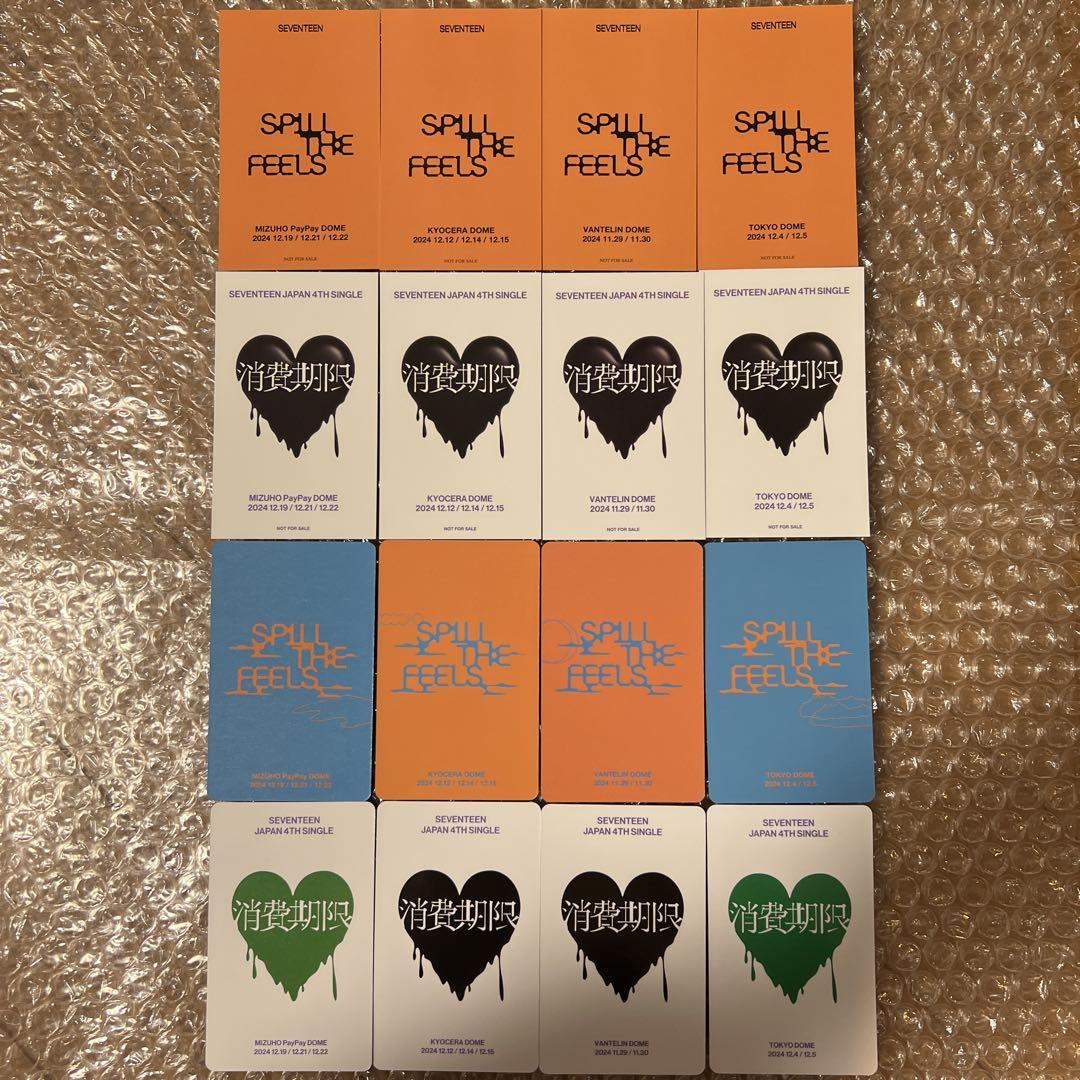 SEVENTEEN
SPILL
THE
FEELS
MIZUHO PayPay DOME
2024 12.19 / 12.21 / 12.22
NOT FOR SALE
SEVENTEEN
SPILL
THE
FEELS
KYOCERA DOME
2024 12.12 / 12.14 / 12.15
NOT FOR SALE
SEVENTEEN
SPILL
THE
FEELS
VANTELIN DOME
2024 11.29 / 11.30
NOT FOR SALE
SEVENTEEN
SPILL
THE
FEELS
TOKYO DOME
2024 12.4 / 12.5
NOT FOR SALE
SEVENTEEN JAPAN 4TH SINGLE
消費期限
MIZUHO PayPay DOME
2024 12.19 / 12.21 / 12.22
NOT FOR SALE
SEVENTEEN JAPAN 4TH SINGLE
消費期限
KYOCERA DOME
2024 12.12 / 12.14 / 12.15
NOT FOR SALE
SEVENTEEN JAPAN 4TH SINGLE
消費期限
VANTELIN DOME
2024 11.29 / 11.30
NOT FOR SALE
SEVENTEEN JAPAN 4TH SINGLE
消費期限
TOKYO DOME
2024 12.4 / 12.5
NOT FOR SALE
SPILL
THE
FEELS
MIZUHO PayPay DOME
2024 12.19 / 12.21 / 12.22
SPILL
THE
FEELS
KYOCERA DOME
2024 12.12 / 12.14 / 12.15
SPILL
THE
FEELS
VANTELIN DOME
2024 11.29 / 11.30
SPILL
THE
FEELS
TOKYO DOME
2024 12.4 / 12.5
SEVENTEEN
JAPAN 4TH SINGLE
消費期限
MIZUHO PayPay DOME
2024 12.19 / 12.21 / 12.22
SEVENTEEN
JAPAN 4TH SINGLE
消費期限
KYOCERA DOME
2024 12.12 / 12.14 / 12.15
SEVENTEEN
JAPAN 4TH SINGLE
消費期限
VANTELIN DOME
2024 11.29 / 11.30
SEVENTEEN
JAPAN 4TH SINGLE
消費期限
TOKYO DOME
2024 12.4 / 12.5